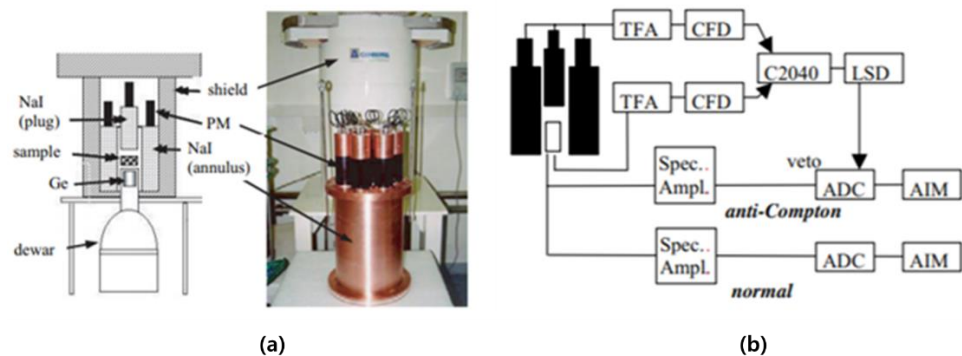 NaI
(plug)
sample
Ge
dewar
shield
PM
NaI
(annulus)
(a)
TFA
CFD
C2040
LSD
TFA
CFD
Spec..
Ampl.
veto
ADC
AIM
anti-Compton
Spec..
Ampl.
ADC
AIM
normal
(b)